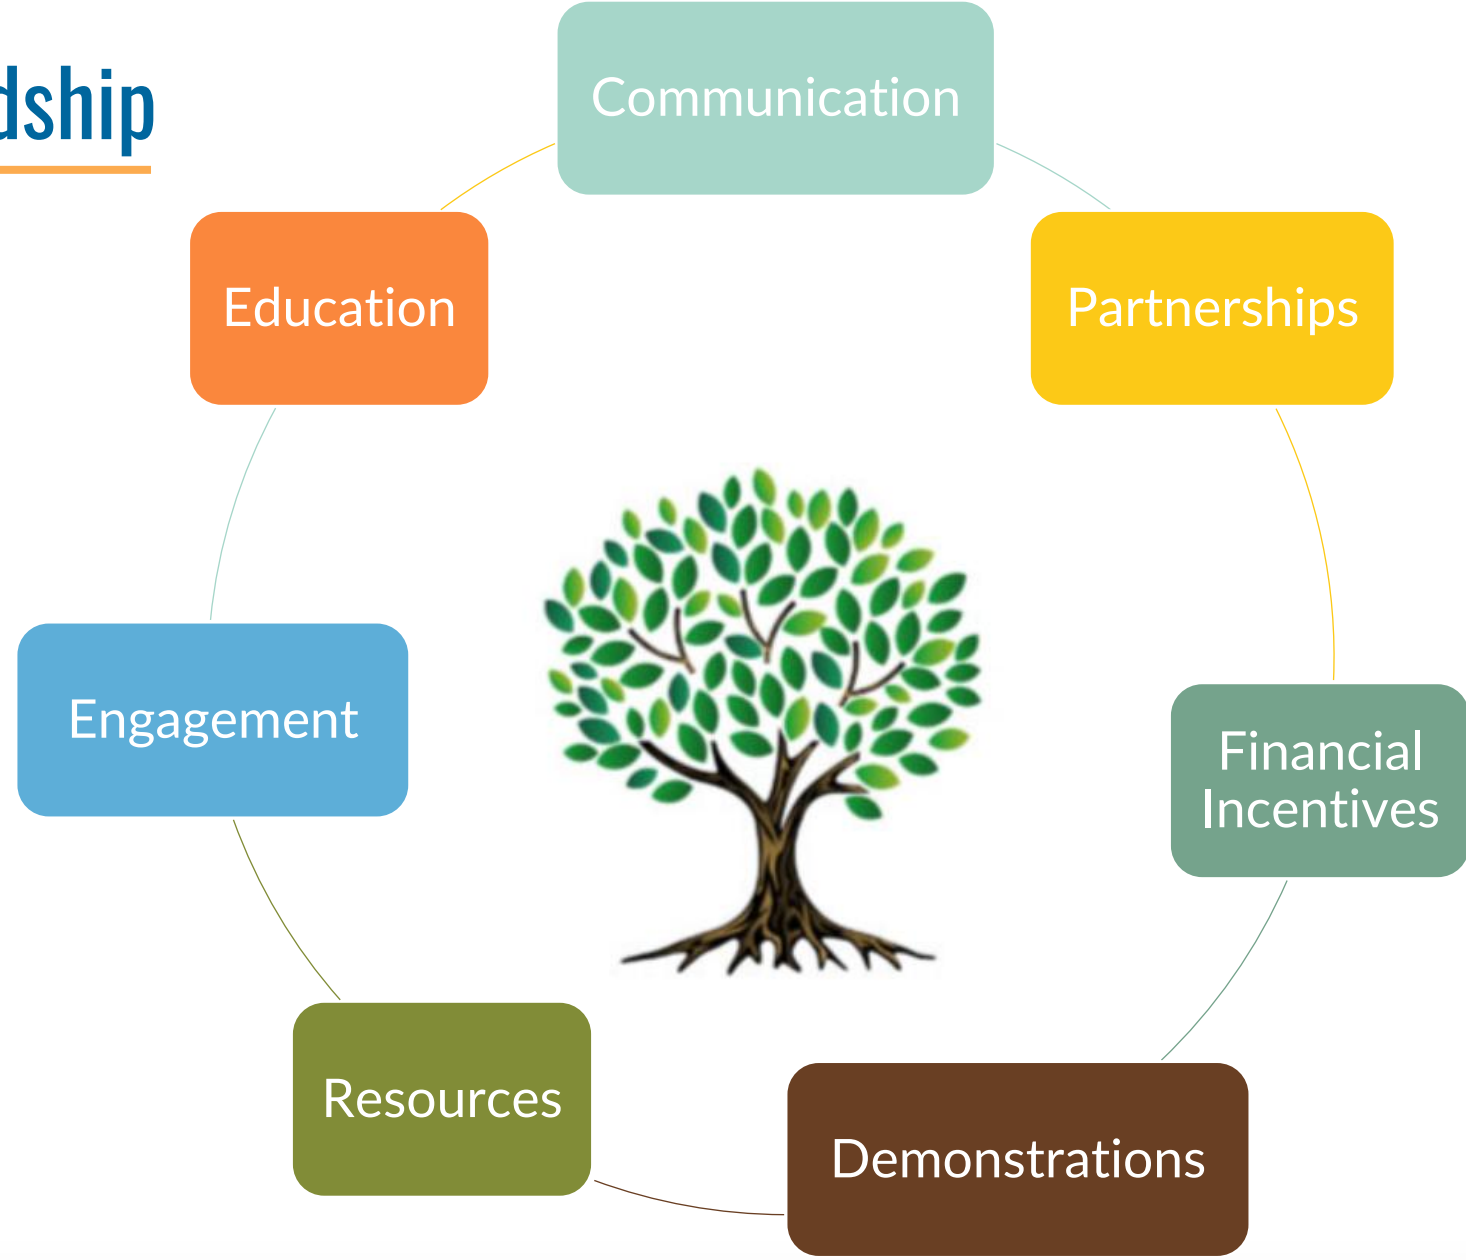 dship
Communication
Education
Partnerships
Engagement
Financial
Incentives
Resources
Demonstrations